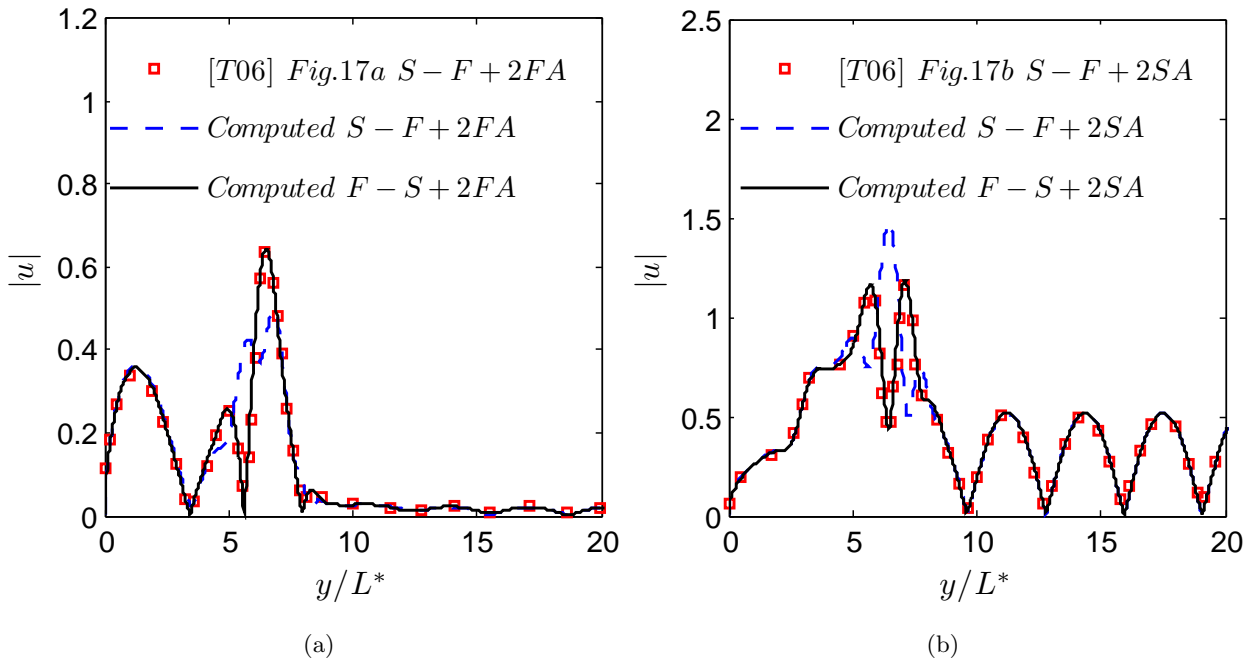 1.2
1
0.8
0.6
0.4
0.2
0
[T06] Fig.17a S − F + 2FA
Computed S − F + 2FA
Computed F − S + 2FA
|u|
0 5 10 15 20
y/L*
(a)
2.5
2
1.5
1
0.5
0
[T06] Fig.17b S − F + 2SA
Computed S − F + 2SA
Computed F − S + 2SA
|u|
0 5 10 15 20
y/L*
(b)